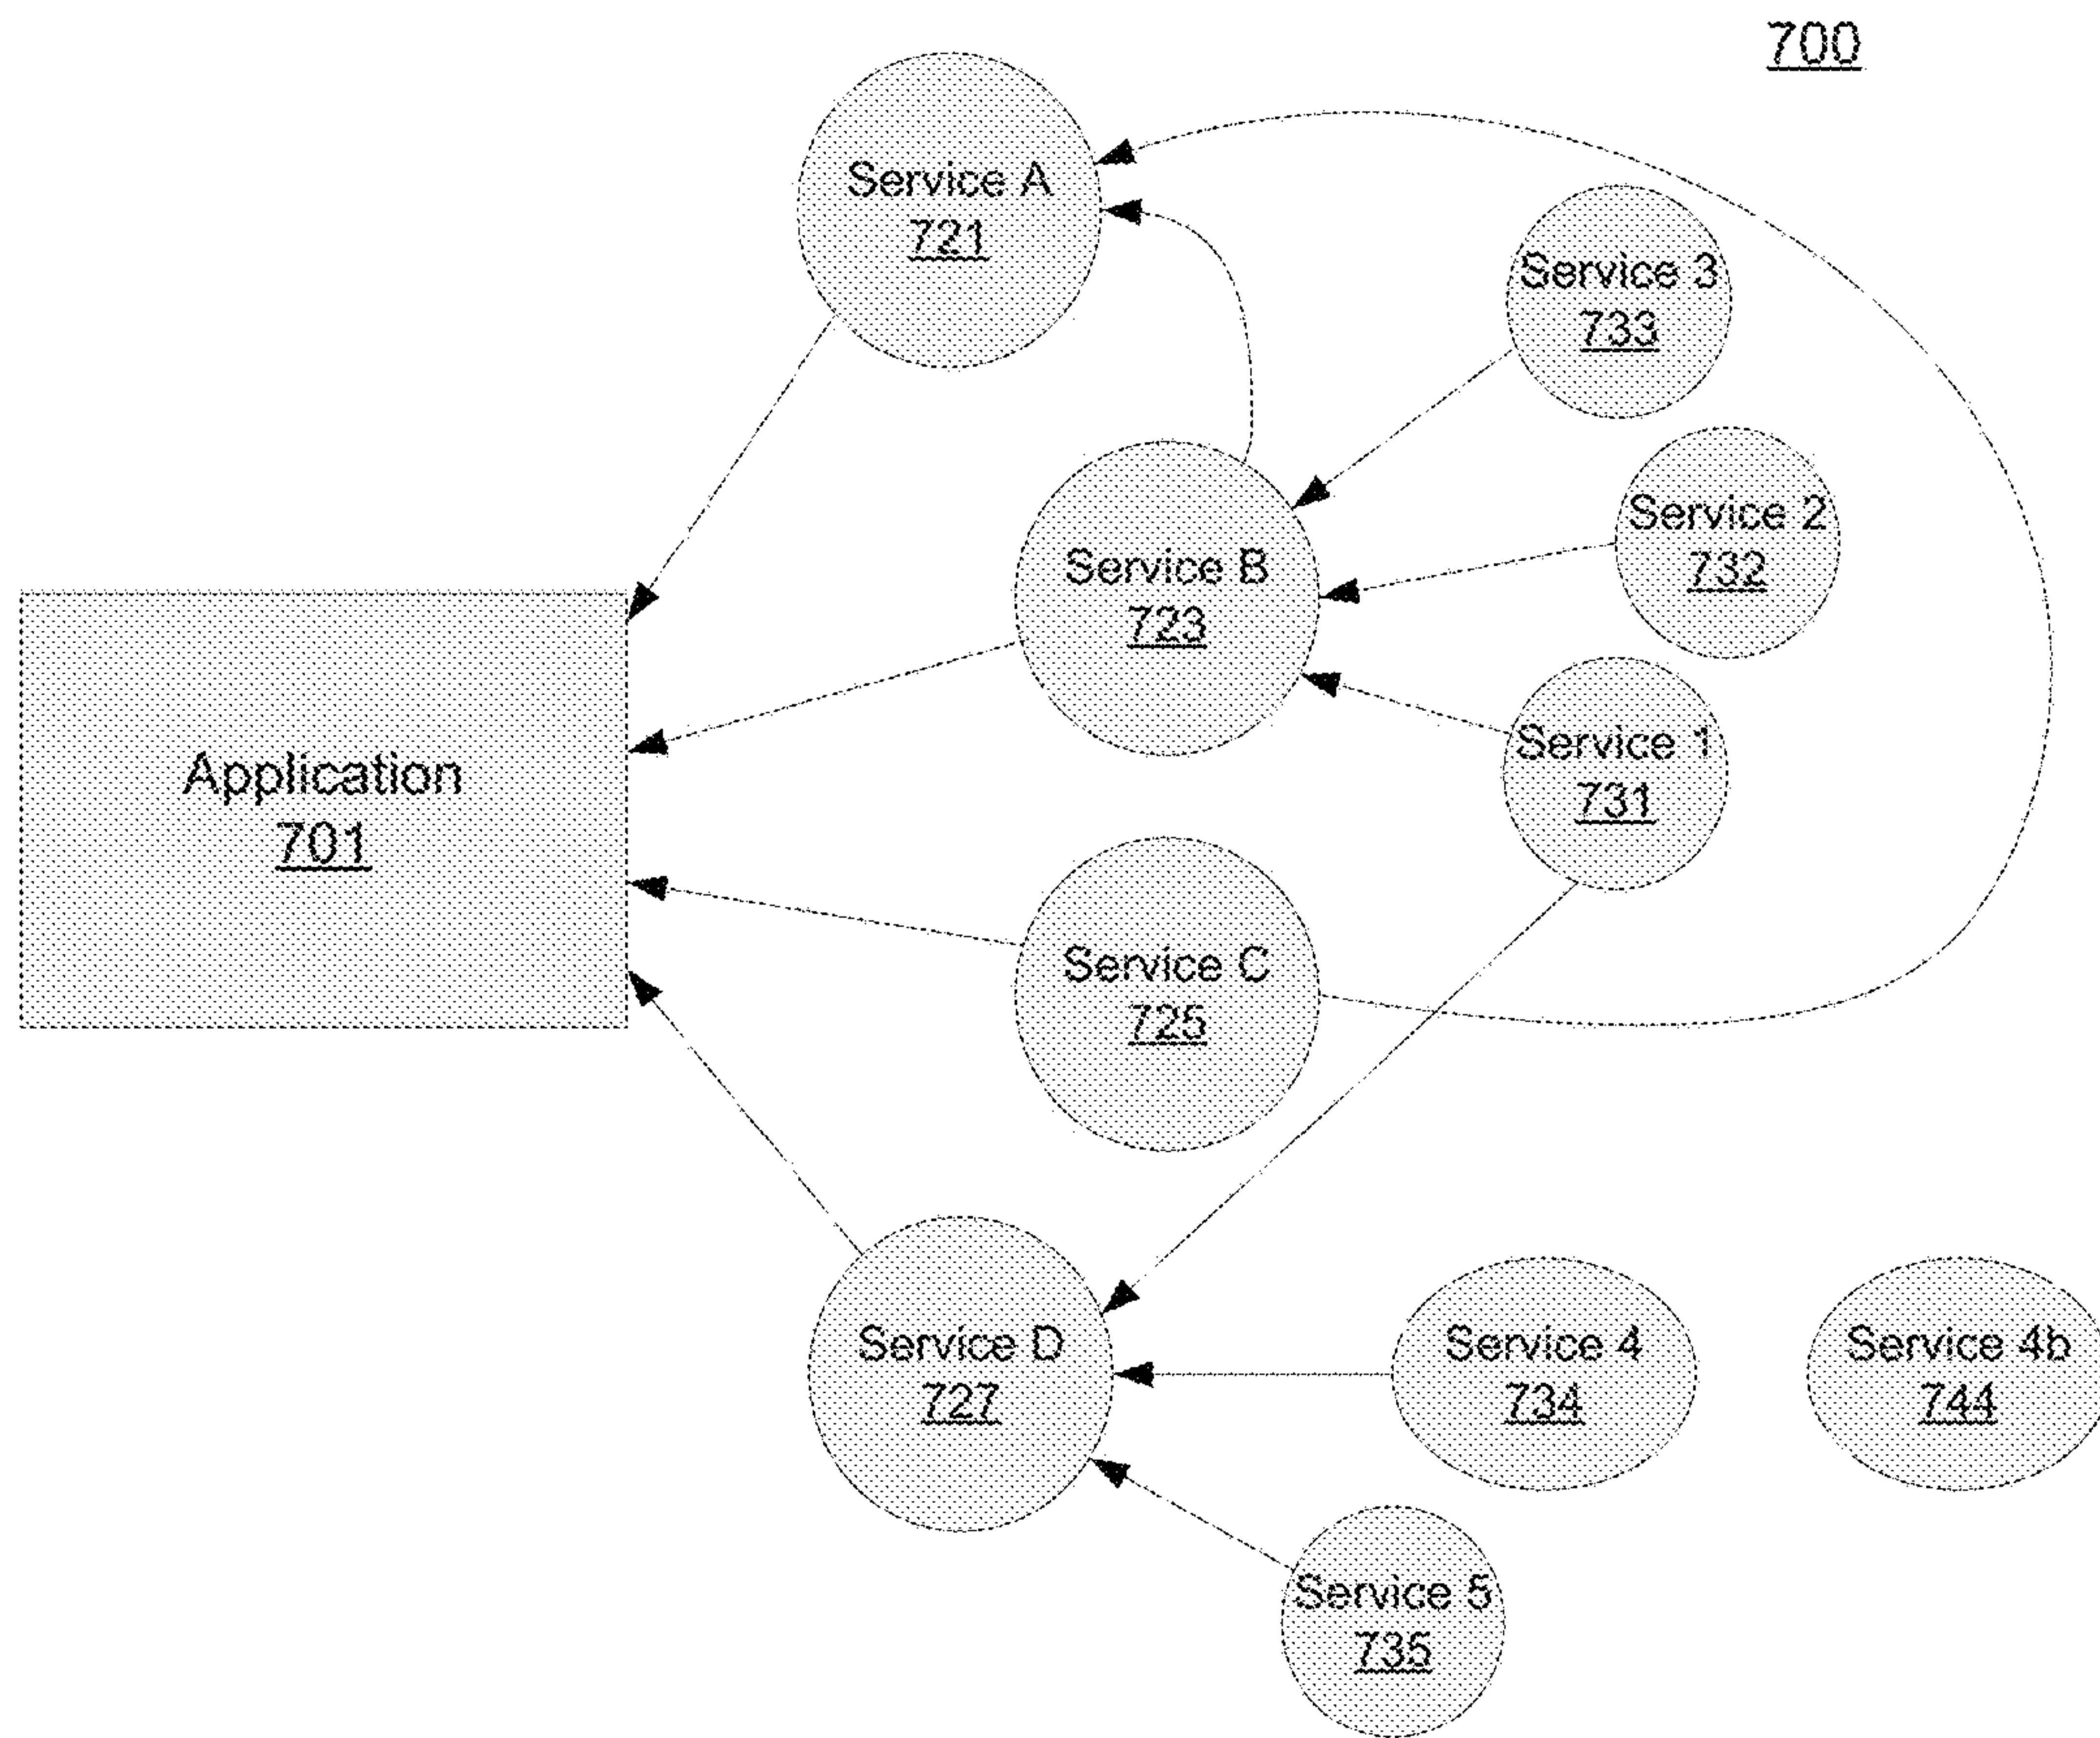 700
Service A
721
Service 3
733
Service 2
732
Service B
723
Service 1
731
Application
701
Service C
725
Service D
727
Service 4
734
Service 4b
744
Service 5
735